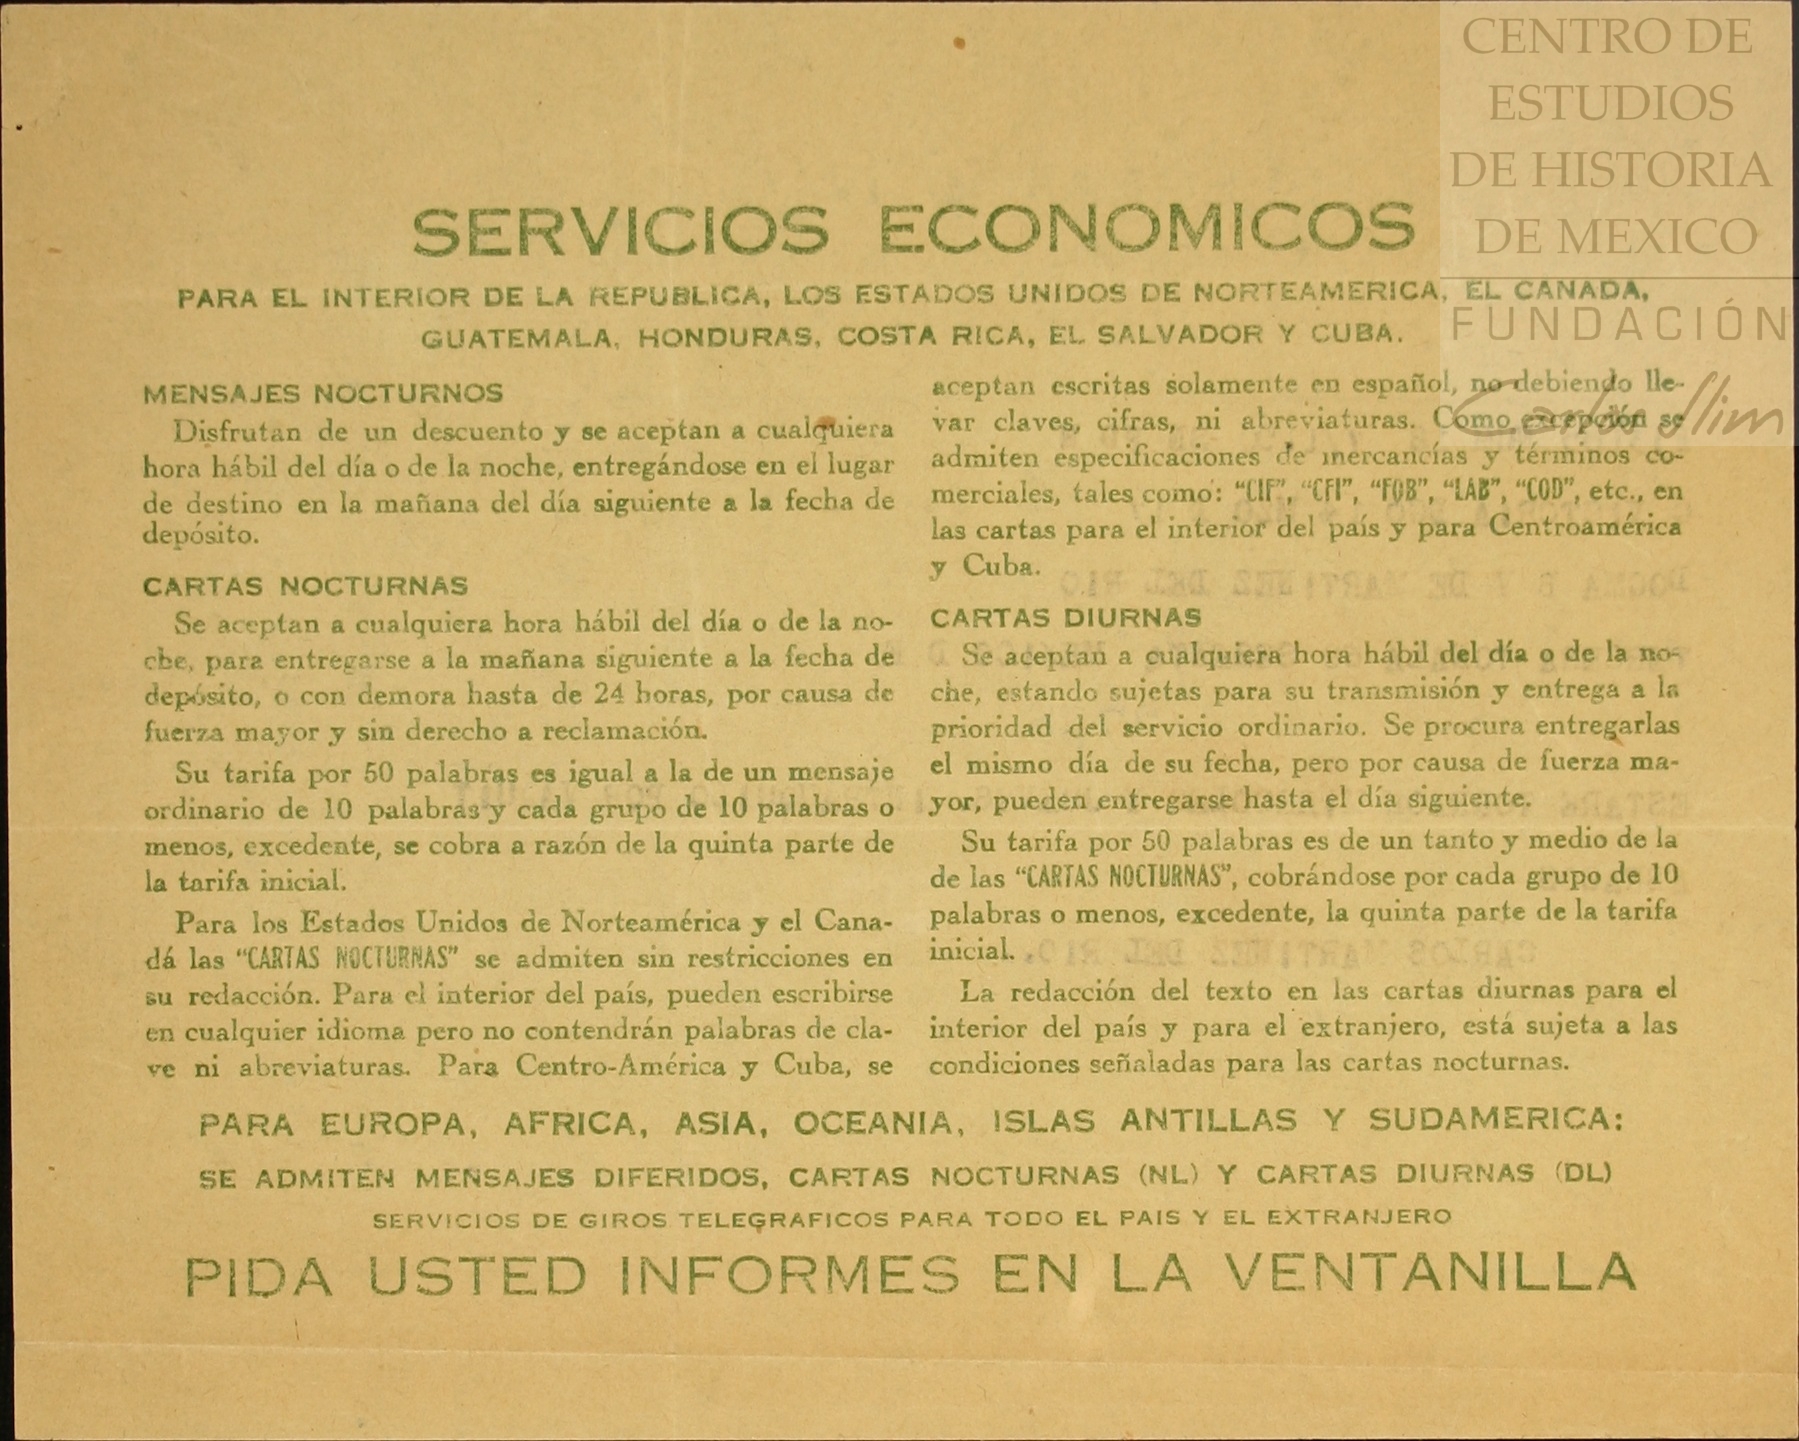 CENTRO DE
ESTUDIOS
DE HISTORIA
DE MEXICO
FUNDACIÓN
Carlos Slim
SERVICIOS ECONOMICOS
PARA EL INTERIOR DE LA REPUBLICA, LOS ESTADOS UNIDOS DE NORTEAMERICA, EL CANADA,
GUATEMALA, HONDURAS, COSTA RICA, EL SALVADOR Y CUBA.
MENSAJES NOCTURNOS
Disfrutan de un descuento y se aceptan a cualquiera
hora hábil del día o de la noche, entregándose en el lugar
de destino en la mañana del día siguiente a la fecha de
depósito.
CARTAS NOCTURNAS
Se aceptan a cualquiera hora hábil del día o de la no-
che, para entregarse a la mañana siguiente a la fecha de
depósito, o con demora hasta de 24 horas, por causa de
fuerza mayor y sin derecho a reclamación.
Su tarifa por 50 palabras es igual a la de un mensaje
ordinario de 10 palabras y cada grupo de 10 palabras o
menos, excedente, se cobra a razón de la quinta parte de
la tarifa inicial.
Para los Estados Unidos de Norteamérica y el Cana-
dá las "CARTAS NOCTURNAS" se admiten sin restricciones en
su redacción. Para el interior del país, pueden escribirse
en cualquier idioma pero no contendrán palabras de cla-
ve ni abreviaturas. Para Centro-América y Cuba, se
aceptan escritas solamente en español, no debiendo lle-
var claves, cifras, ni abreviaturas. Como excepción se
admiten especificaciones de mercancías y términos co-
merciales, tales como: "CIF", "CFI", "FOB", "LAB", "COD", etc., en
las cartas para el interior del país y para Centroamérica
y Cuba.
CARTAS DIURNAS
Se aceptan a cualquiera hora hábil del día o de la no-
che, estando sujetas para su transmisión y entrega a la
prioridad del servicio ordinario. Se procura entregarlas
el mismo día de su fecha, pero por causa de fuerza ma-
yor, pueden entregarse hasta el día siguiente.
Su tarifa por 50 palabras es de un tanto y medio de la
de las "CARTAS NOCTURNAS", cobrándose por cada grupo de 10
palabras o menos, excedente, la quinta parte de la tarifa
inicial.
La redacción del texto en las cartas diurnas para el
interior del país y para el extranjero, está sujeta a las
condiciones señaladas para las cartas nocturnas.
PARA EUROPA, AFRICA, ASIA, OCEANIA, ISLAS ANTILLAS Y SUDAMERICA:
SE ADMITEN MENSAJES DIFERIDOS, CARTAS NOCTURNAS (NL) Y CARTAS DIURNAS (DL)
SERVICIOS DE GIROS TELEGRAFICOS PARA TODO EL PAIS Y EL EXTRANJERO
PIDA USTED INFORMES EN LA VENTANILLA